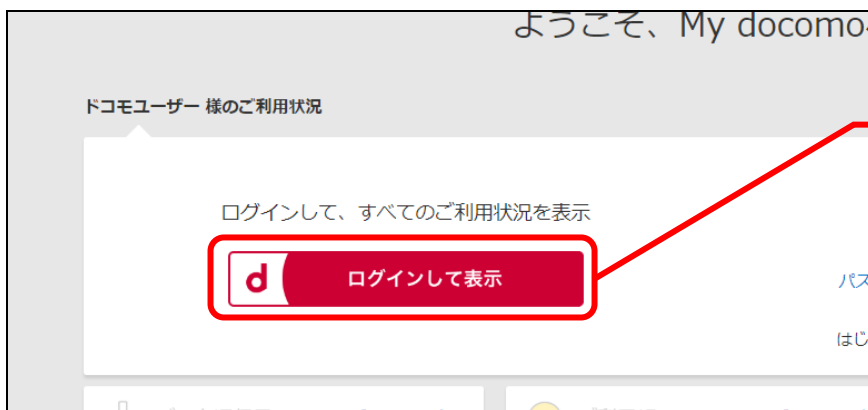 ようこそ、My docomo
ドコモユーザー 様のご利用状況
ログインして、すべてのご利用状況を表示
d ログインして表示
パス
はじ